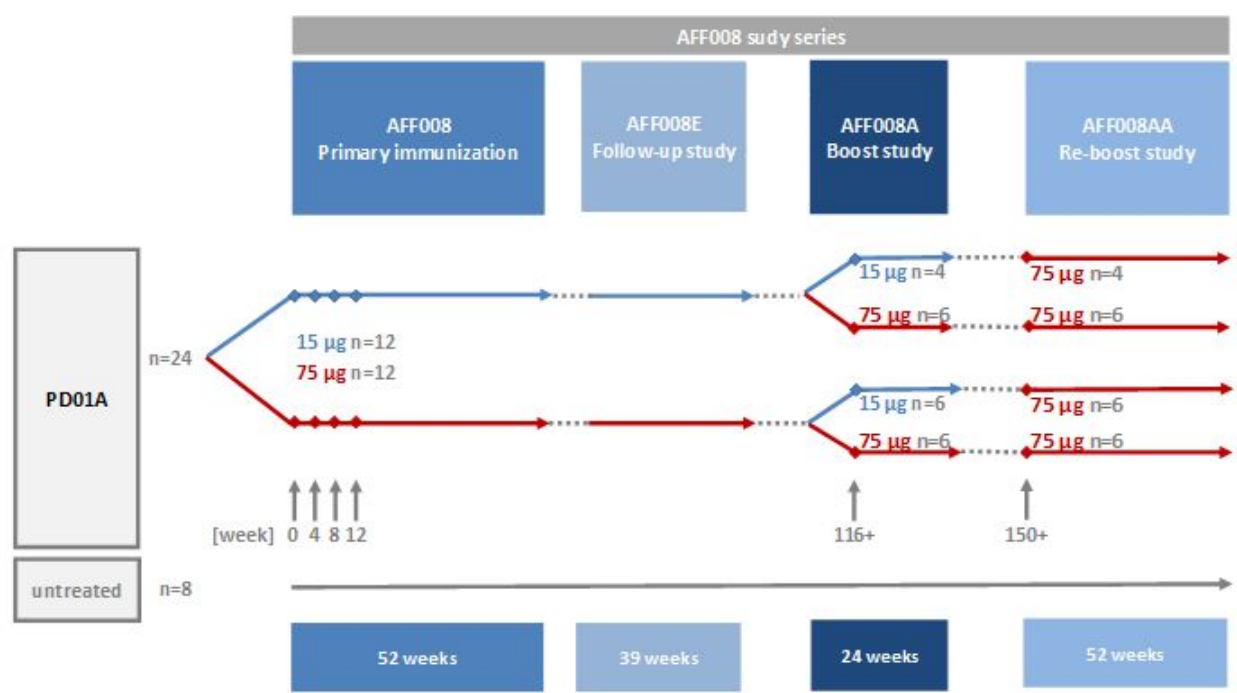 AFF008 sudy series
AFF008
Primary immunization
AFF008E
Follow-up study
AFF008A
Boost study
AFF008AA
Re-boost study
PD01A
n=24
15 µg n=12
75 µg n=12
15 µg n=4
75 µg n=4
75 µg n=6
75 µg n=6
15 µg n=6
75 µg n=6
75 µg n=6
75 µg n=6
[week] 0 4 8 12
116+
150+
untreated
n=8
52 weeks
39 weeks
24 weeks
52 weeks